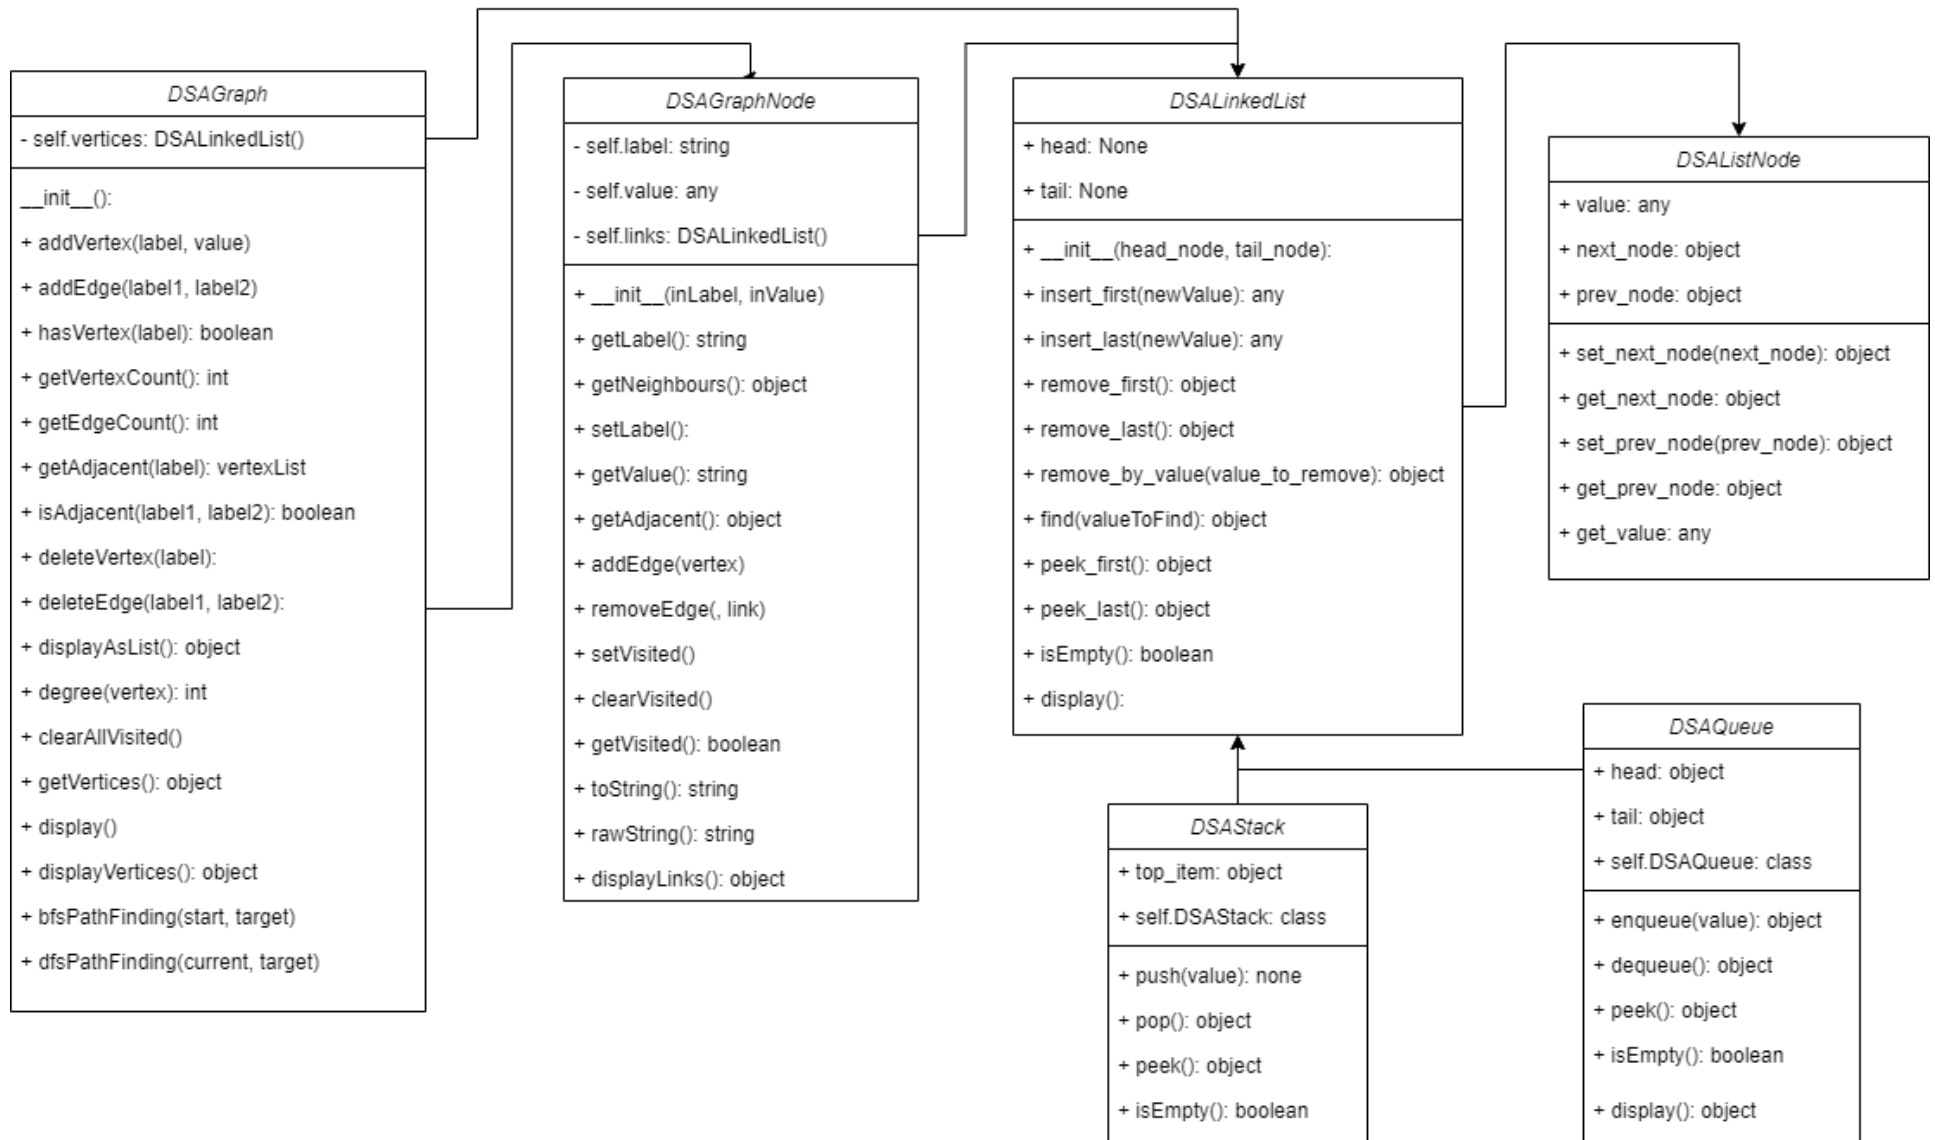 DSAGraph
- self.vertices: DSALinkedList()
__init__():
+ addVertex(label, value)
+ addEdge(label1, label2)
+ hasVertex(label): boolean
+ getVertexCount(): int
+ getEdgeCount(): int
+ getAdjacent(label): vertexList
+ isAdjacent(label1, label2): boolean
+ deleteVertex(label):
+ deleteEdge(label1, label2):
+ displayAsList(): object
+ degree(vertex): int
+ clearAllVisited()
+ getVertices(): object
+ display()
+ displayVertices(): object
+ bfsPathFinding(start, target)
+ dfsPathFinding(current, target)
DSAGraphNode
- self.label: string
- self.value: any
- self.links: DSALinkedList()
+ __init__(inLabel, inValue)
+ getLabel(): string
+ getNeighbours(): object
+ setLabel():
+ getValue(): string
+ getAdjacent(): object
+ addEdge(vertex)
+ removeEdge(, link)
+ setVisited()
+ clearVisited()
+ getVisited(): boolean
+ toString(): string
+ rawString(): string
+ displayLinks(): object
DSALinkedList
+ head: None
+ tail: None
+ __init__(head_node, tail_node):
+ insert_first(newValue): any
+ insert_last(newValue): any
+ remove_first(): object
+ remove_last(): object
+ remove_by_value(value_to_remove): object
+ find(valueToFind): object
+ peek_first(): object
+ peek_last(): object
+ isEmpty(): boolean
+ display():
DSAListNode
+ value: any
+ next_node: object
+ prev_node: object
+ set_next_node(next_node): object
+ get_next_node: object
+ set_prev_node(prev_node): object
+ get_prev_node: object
+ get_value: any
DSAStack
+ top_item: object
+ self.DSAStack: class
+ push(value): none
+ pop(): object
+ peek(): object
+ isEmpty(): boolean
DSAQueue
+ head: object
+ tail: object
+ self.DSAQueue: class
+ enqueue(value): object
+ dequeue(): object
+ peek(): object
+ isEmpty(): boolean
+ display(): object